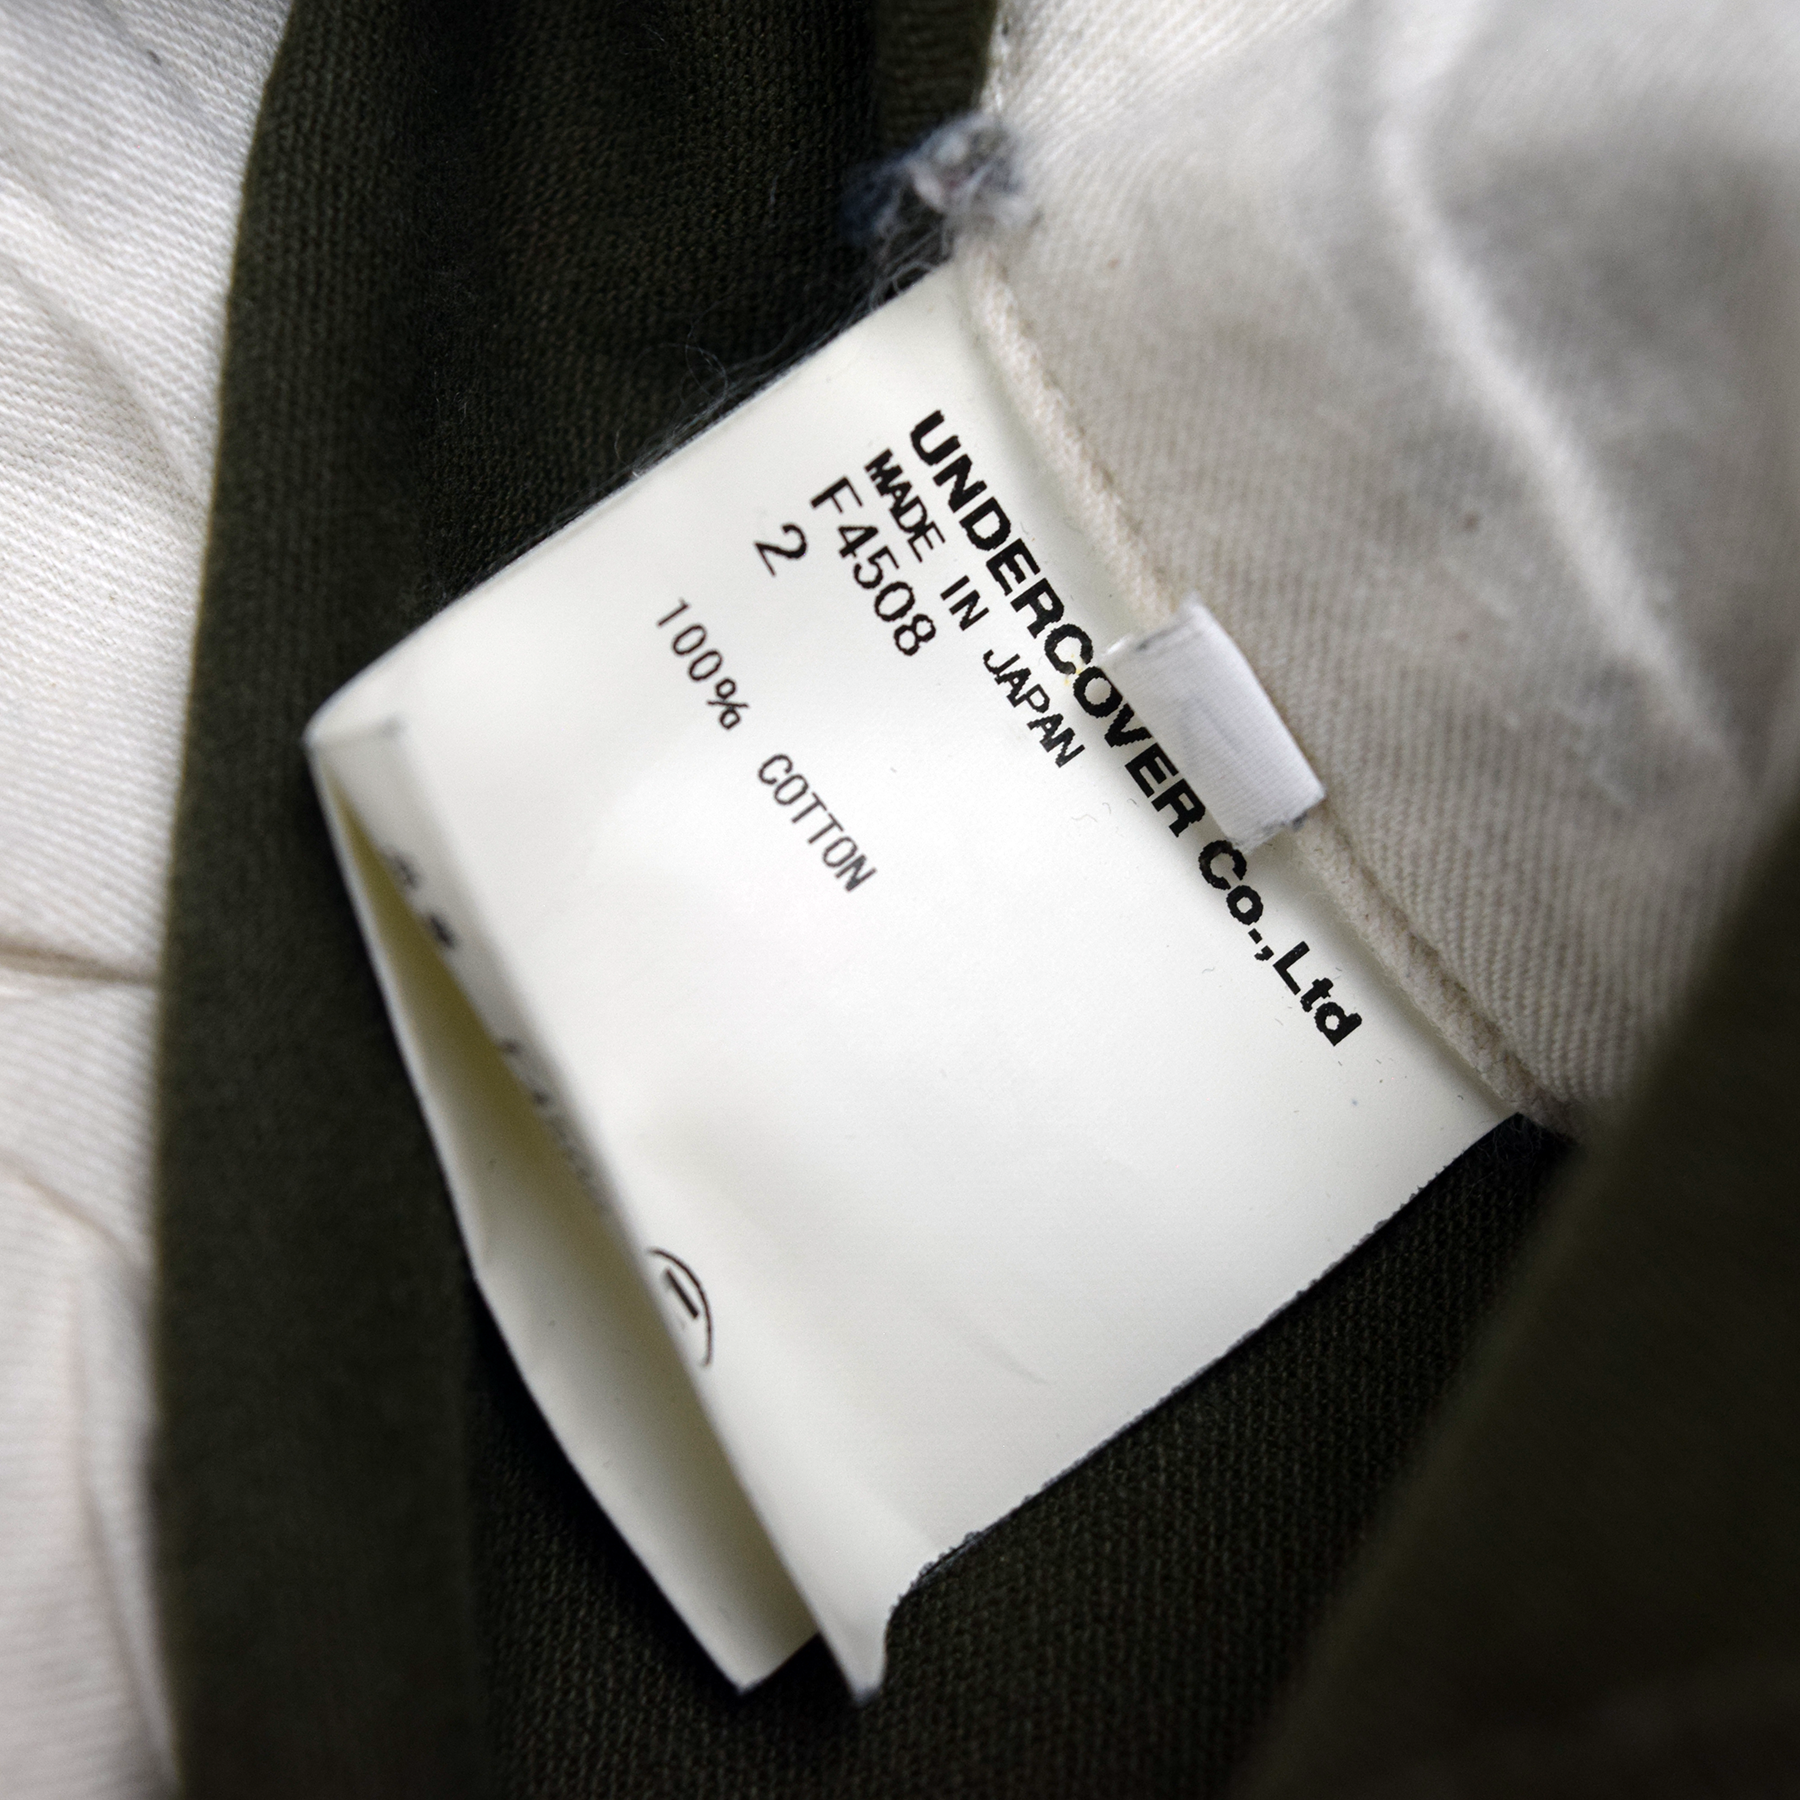 UNDERCOVER Co.,Ltd
MADE IN JAPAN
F4508
2
100% COTTON